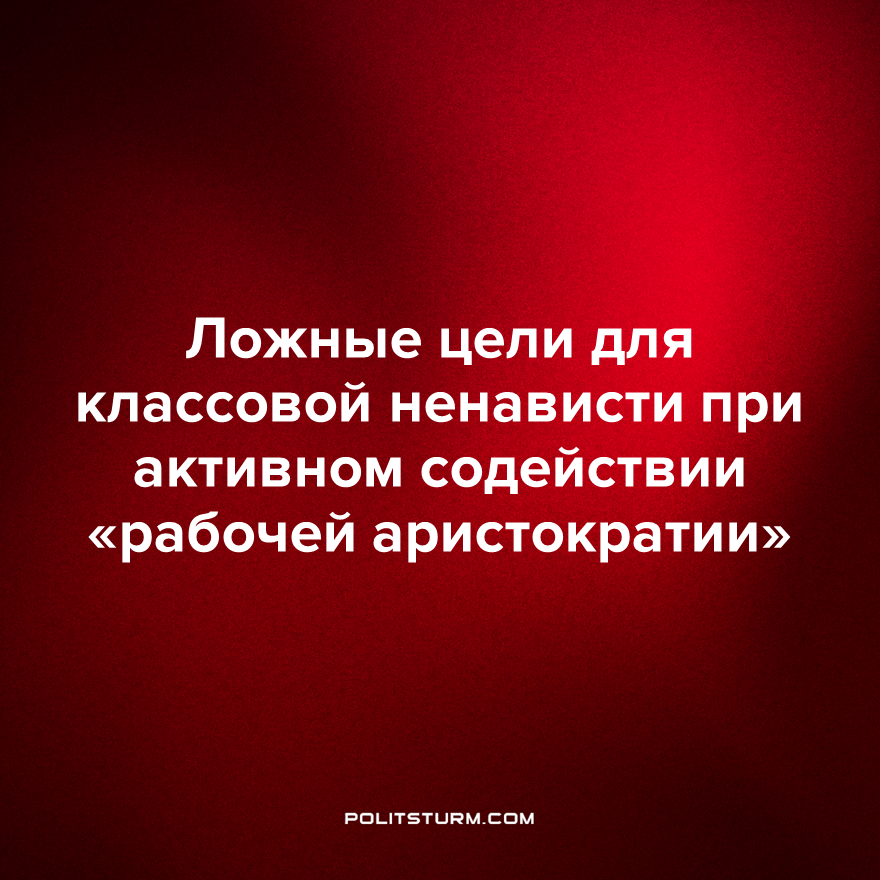 Ложные цели для
классовой ненависти при
активном содействии
«рабочей аристократии»
POLITSTURM.COM